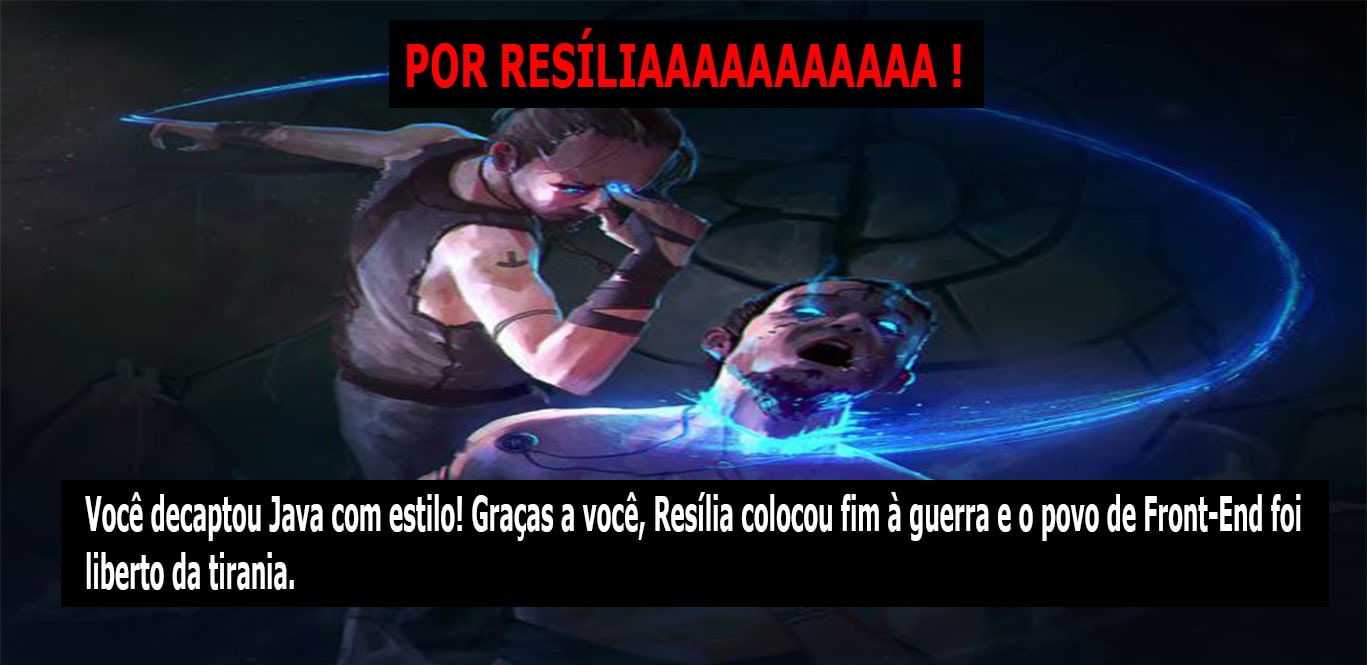 POR RESÍLIAAAAAAAAAAA !
Você decaptou Java com estilo! Graças a você, Resília colocou fim à guerra e o povo de Front-End foi
liberto da tirania.